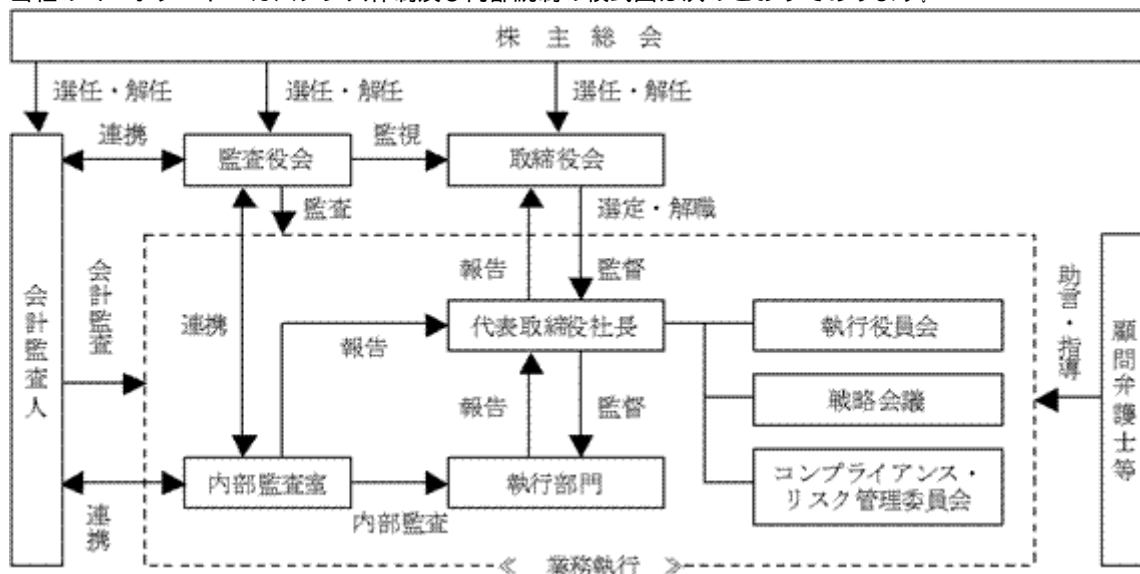 株主総会
選任・解任
選任・解任
選任・解任
連携
監査役会
監視
取締役会
監査
選定・解職
会計監査人
会計監査
連携
報告
監督
報告
代表取締役社長
執行役員会
助言・指導
顧問弁護士等
報告
監督
戦略会議
内部監査室
執行部門
コンプライアンス・
リスク管理委員会
連携
内部監査
≪ 業務執行 ≫